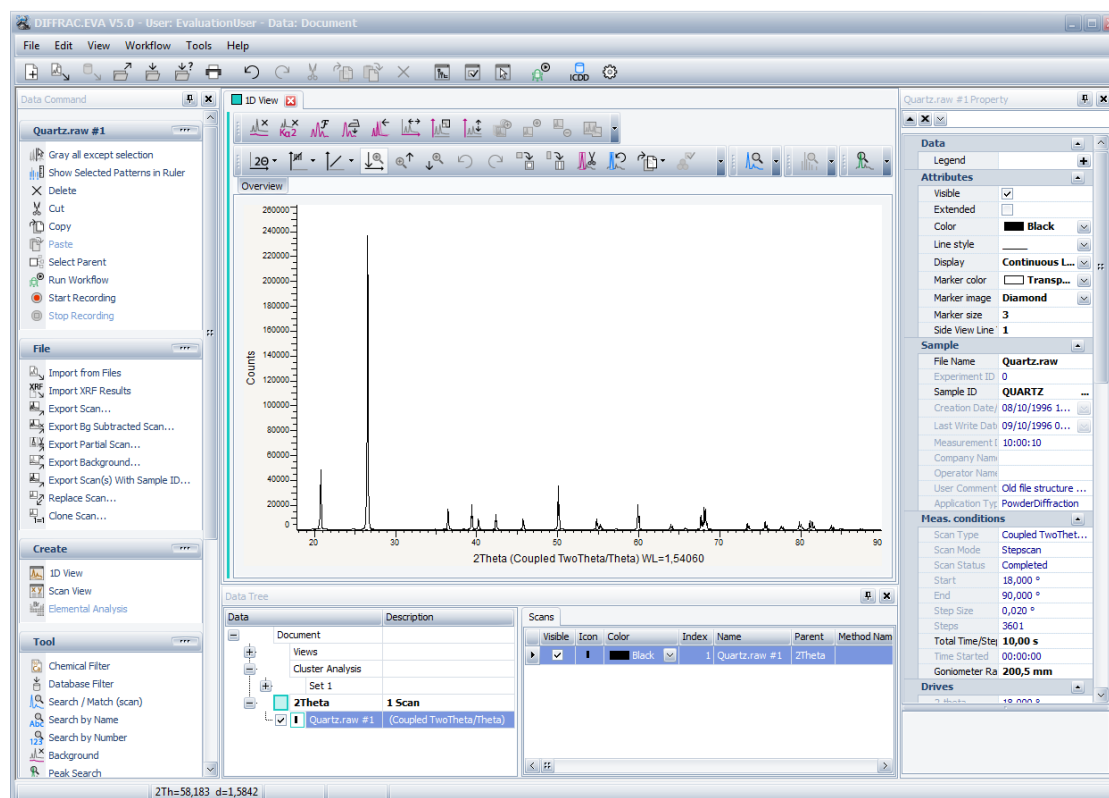 DIFFRAC.EVA V5.0 - User: EvaluationUser - Data: Document
File Edit View Workflow Tools Help
ICDD
Data Command
Quartz.raw #1
Gray all except selection
Show Selected Patterns in Ruler
Delete
Cut
Copy
Paste
Select Parent
Run Workflow
Start Recording
Stop Recording
File
Import from Files
XRF Import XRF Results
Export Scan...
Export Bg Subtracted Scan...
Export Partial Scan...
Export Background...
Export Scan(s) With Sample ID...
Replace Scan...
Clone Scan...
Create
1D View
Scan View
Elemental Analysis
Tool
Chemical Filter
Database Filter
Search / Match (scan)
Search by Name
Search by Number
Background
Peak Search
1D View
Kα2
2θ
Overview
260000
240000
220000
200000
180000
160000
140000
120000
100000
80000
60000
40000
20000
0
Counts
20 30 40 50 60 70 80 90
2Theta (Coupled TwoTheta/Theta) WL=1,54060
Data Tree
Data Description
Document
Views
Cluster Analysis
Set 1
2Theta 1 Scan
Quartz.raw #1 (Coupled TwoTheta/Theta)
Scans
Visible Icon Color Index Name Parent Method Nam
Black 1 Quartz.raw #1 2Theta
Quartz.raw #1 Property
Data
Legend
Attributes
Visible
Extended
Color Black
Line style
Display Continuous L...
Marker color Transp...
Marker image Diamond
Marker size 3
Side View Line 1
Sample
File Name Quartz.raw
Experiment ID 0
Sample ID QUARTZ ...
Creation Date/ 08/10/1996 1...
Last Write Dat 09/10/1996 0...
Measurement 10:00:10
Company Nam
Operator Name
User Comment Old file structure ...
Application Typ PowderDiffraction
Meas. conditions
Scan Type Coupled TwoThet...
Scan Mode Stepscan
Scan Status Completed
Start 18,000 °
End 90,000 °
Step Size 0,020 °
Steps 3601
Total Time/Ste 10,00 s
Time Started 00:00:00
Goniometer Ra 200,5 mm
Drives
2Th=58,183 d=1,5842